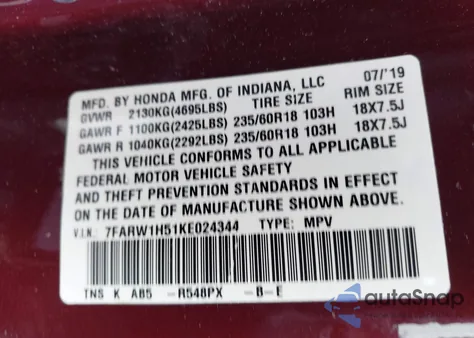 MFD. BY HONDA MFG. OF INDIANA, LLC 07/'19
GVWR 2130KG(4695LBS) TIRE SIZE RIM SIZE
GAWR F 1100KG(2425LBS) 235/60R18 103H 18X7.5J
GAWR R 1040KG(2292LBS) 235/60R18 103H 18X7.5J
THIS VEHICLE CONFORMS TO ALL APPLICABLE
FEDERAL MOTOR VEHICLE SAFETY
AND THEFT PREVENTION STANDARDS IN EFFECT
ON THE DATE OF MANUFACTURE SHOWN ABOVE.
V.I.N. 7FARW1H51KE024344 TYPE: MPV
TNS K AB5 -R548PX -B-E
autoSnap